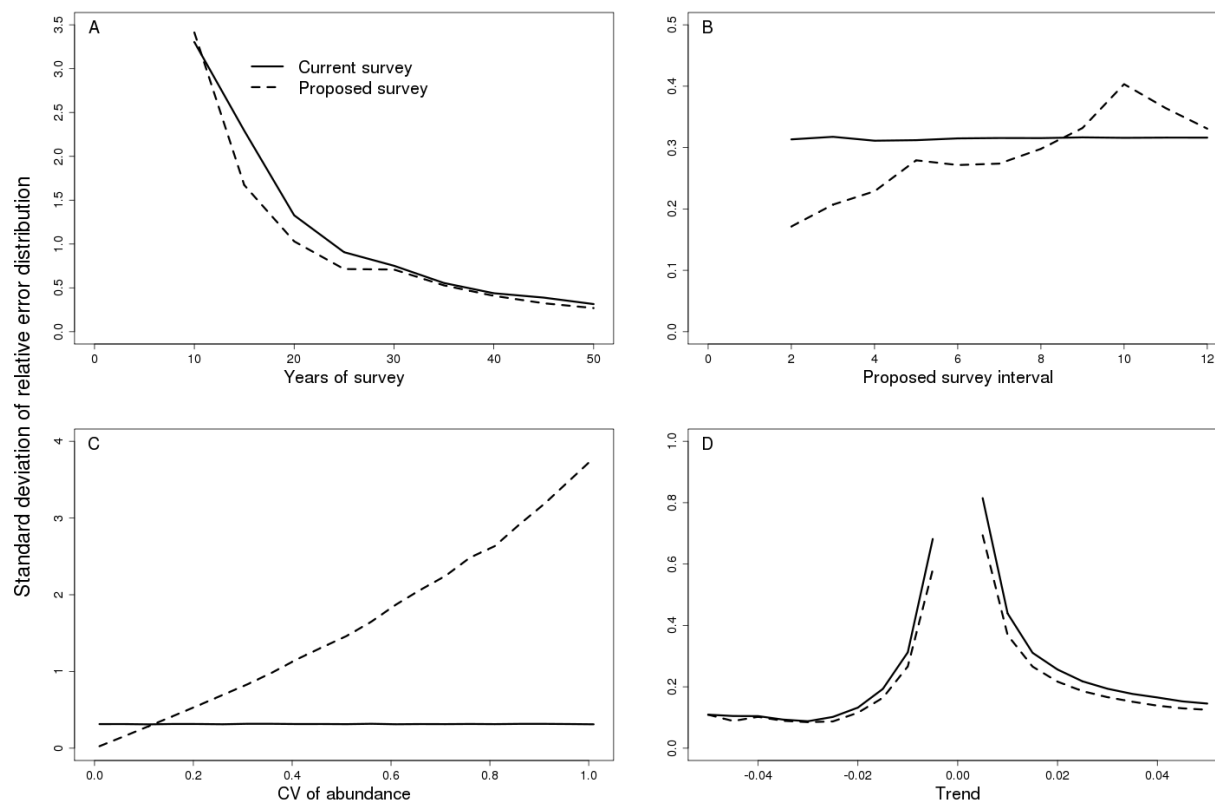 Standard deviation of relative error distribution
A
Current survey
Proposed survey
3.5
3.0
2.5
2.0
1.5
1.0
0.5
0.0
0 10 20 30 40 50
Years of survey
B
0.5
0.4
0.3
0.2
0.1
0.0
0 2 4 6 8 10 12
Proposed survey interval
C
4
3
2
1
0
0.0 0.2 0.4 0.6 0.8 1.0
CV of abundance
D
1.0
0.8
0.6
0.4
0.2
0.0
-0.04 -0.02 0.00 0.02 0.04
Trend